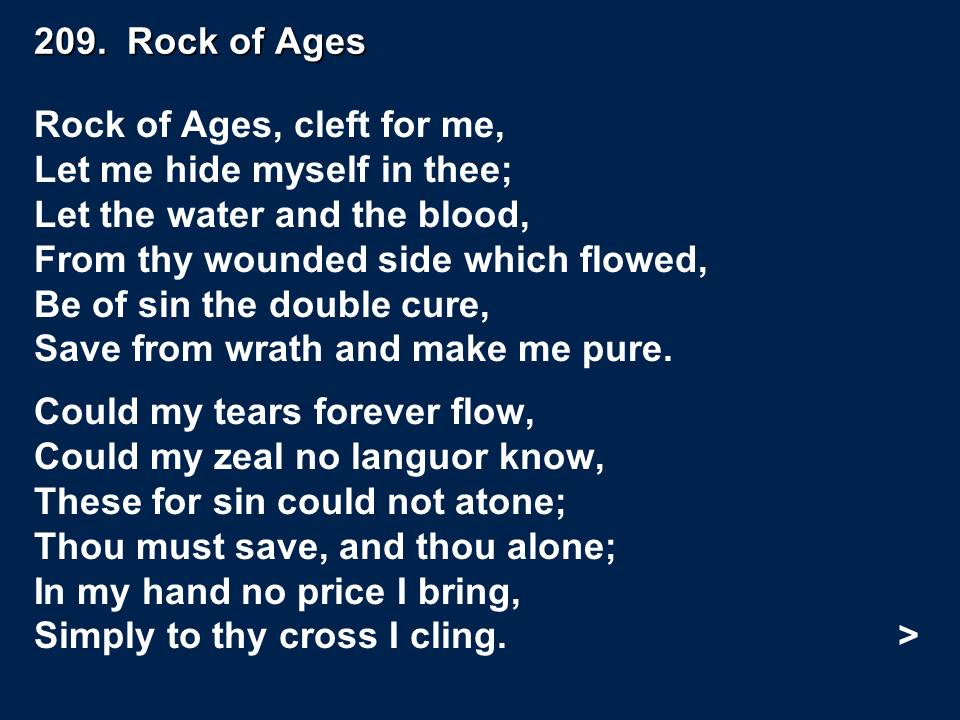 209.  Rock of Ages
Rock of Ages, cleft for me,
Let me hide myself in thee;
Let the water and the blood,
From thy wounded side which flowed,
Be of sin the double cure,
Save from wrath and make me pure.
Could my tears forever flow,
Could my zeal no languor know,
These for sin could not atone;
Thou must save, and thou alone;
In my hand no price I bring,
Simply to thy cross I cling. >